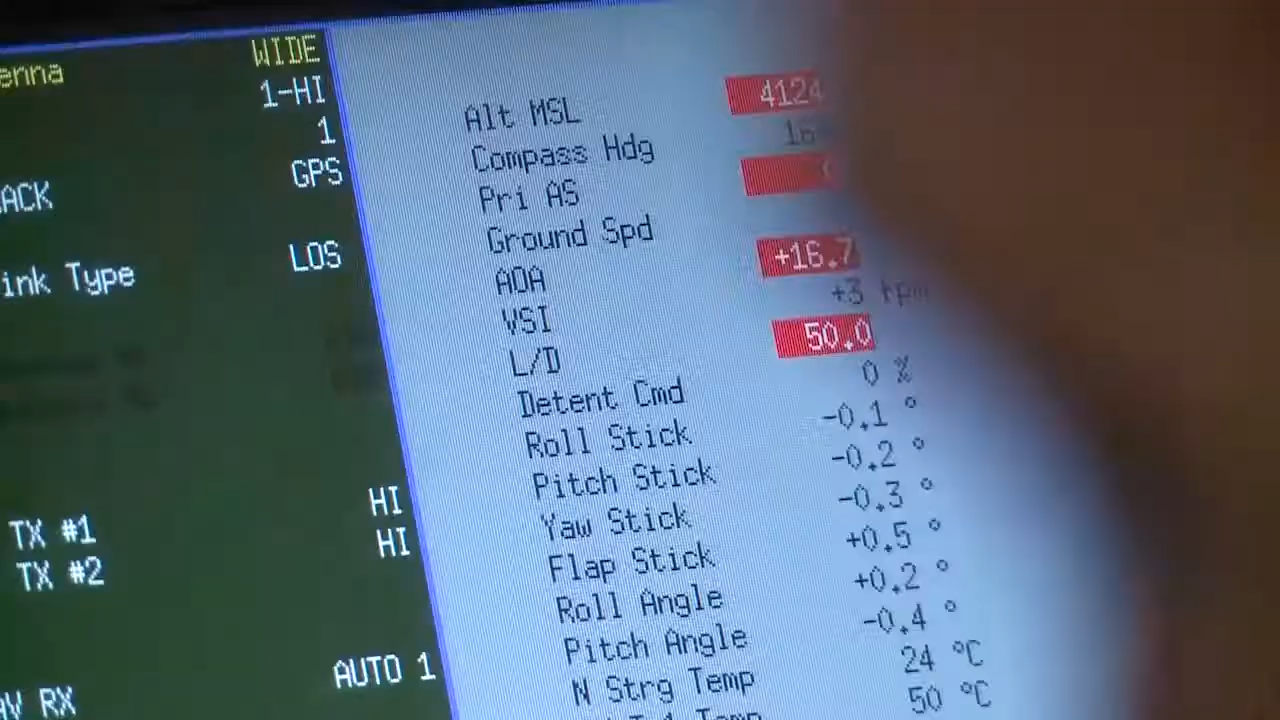 WIDE
1-HI
1
ACK GPS
ink Type LOS
TX #1 HI
TX #2 HI
AUTO 1
RX
Alt MSL 4124
Compass Hdg
Pri AS
Ground Spd
AOA +16.7
VSI +3 rpm
L/D 50.0
Detent Cmd 0 %
Roll Stick -0.1 °
Pitch Stick -0.2 °
Yaw Stick -0.3 °
Flap Stick +0.5 °
Roll Angle +0.2 °
Pitch Angle -0.4 °
N Strg Temp 24 °C
Temp 50 °C